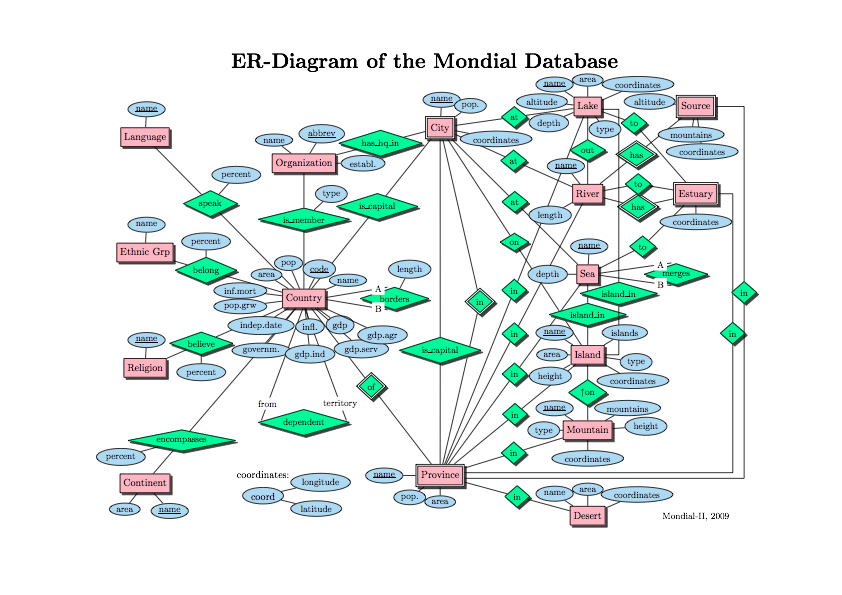 ER-Diagram of the Mondial Database
name
Language
name
abbrev
Organization
establ.
has_hq_in
name
pop.
City
coordinates
at
name
area
coordinates
altitude
Lake
depth
type
to
altitude
Source
mountains
coordinates
has
out
at
name
River
length
to
has
Estuary
coordinates
percent
speak
type
is_member
is_capital
at
name
Ethnic Grp
percent
belong
pop
code
area
name
inf.mort
pop.grw
Country
A
B
borders
length
indep.date
infl.
gdp
gdp.agr
governm.
gdp.ind
gdp.serv
on
name
to
depth
Sea
A
B
merges
in
in
island_in
island_in
in
in
in
name
Religion
believe
percent
is_capital
in
name
islands
area
Island
type
height
coordinates
in
of
from
territory
dependent
↑on
in
name
mountains
type
Mountain
height
coordinates
in
encompasses
percent
Continent
area
name
coordinates:
coord
longitude
latitude
name
Province
pop.
area
in
name
area
coordinates
Desert
Mondial-II, 2009